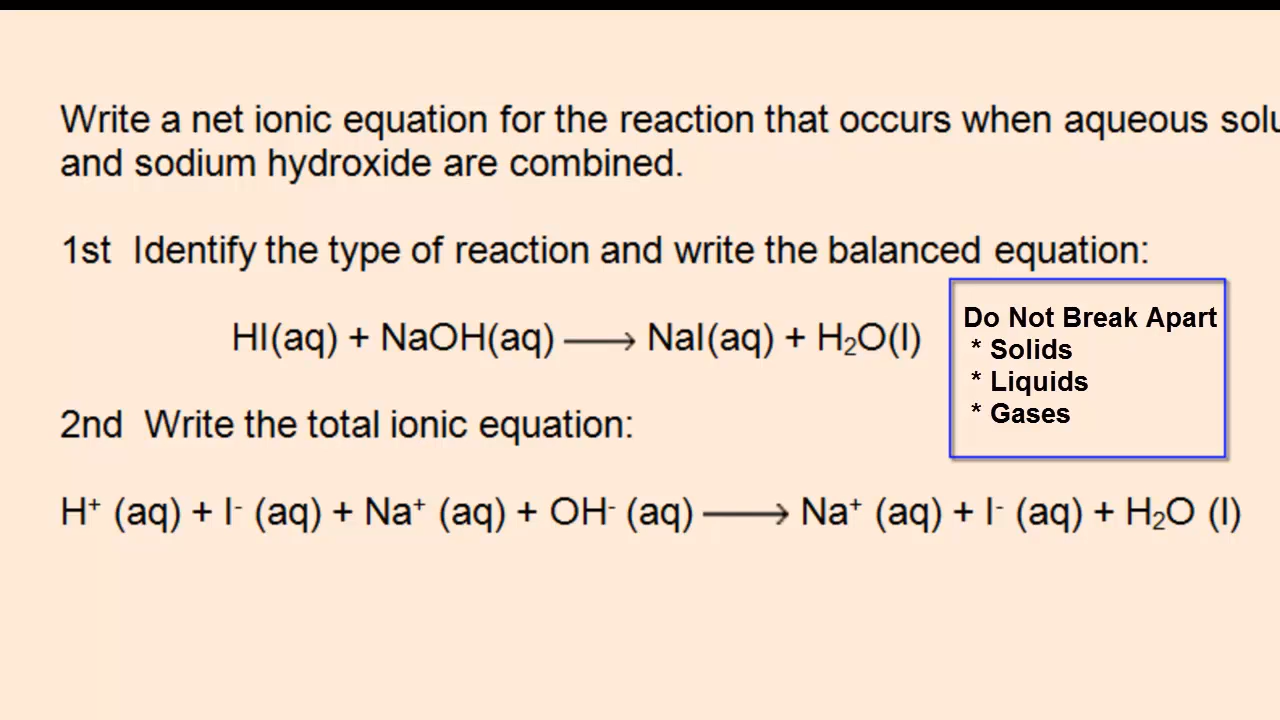 Write a net ionic equation for the reaction that occurs when aqueous
and sodium hydroxide are combined.
1st Identify the type of reaction and write the balanced equation:
HI(aq) + NaOH(aq) ⟶ NaI(aq) + H₂O(l)
Do Not Break Apart
* Solids
* Liquids
* Gases
2nd Write the total ionic equation:
H⁺ (aq) + I⁻ (aq) + Na⁺ (aq) + OH⁻ (aq) ⟶ Na⁺ (aq) + I⁻ (aq) + H₂O (l)